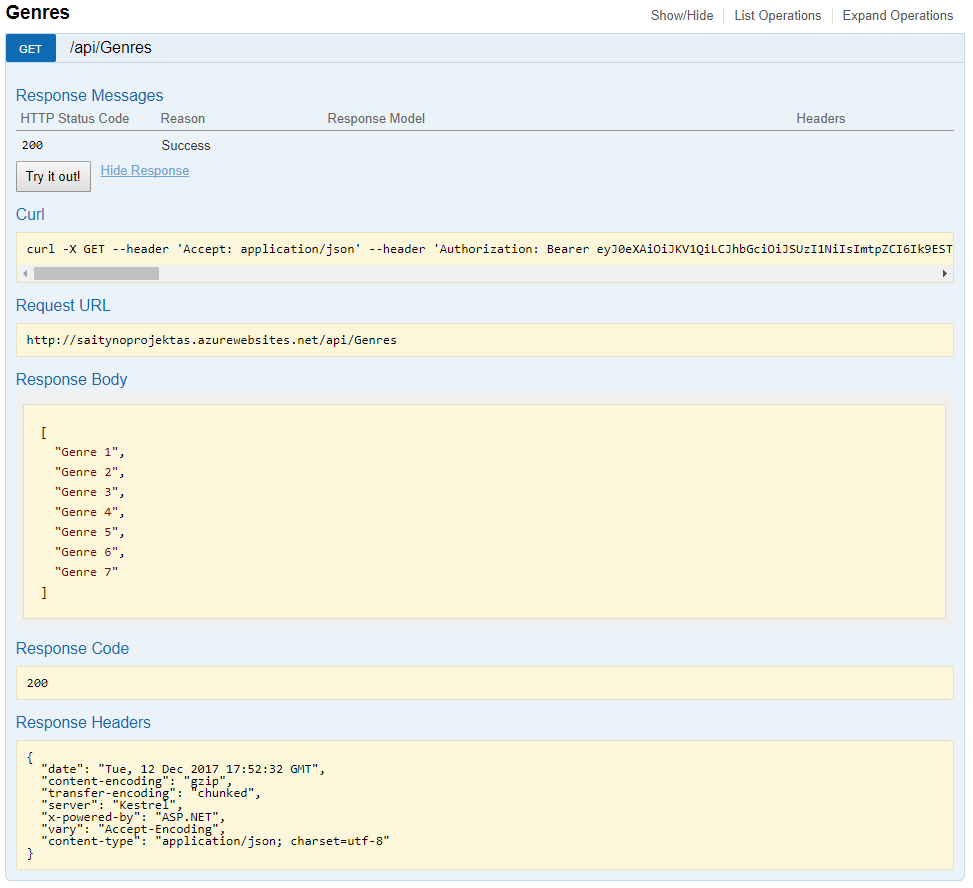 Genres Show/Hide List Operations Expand Operations
GET /api/Genres
Response Messages
HTTP Status Code Reason Response Model Headers
200 Success
Try it out! Hide Response
Curl
curl -X GET --header 'Accept: application/json' --header 'Authorization: Bearer eyJ0eXAiOiJKV1QiLCJhbGciOiJSUzI1NiIsImtpZCI6Ik9EST
Request URL
http://saitynoprojektas.azurewebsites.net/api/Genres
Response Body
[
"Genre 1",
"Genre 2",
"Genre 3",
"Genre 4",
"Genre 5",
"Genre 6",
"Genre 7"
]
Response Code
200
Response Headers
{
"date": "Tue, 12 Dec 2017 17:52:32 GMT",
"content-encoding": "gzip",
"transfer-encoding": "chunked",
"server": "Kestrel",
"x-powered-by": "ASP.NET",
"vary": "Accept-Encoding",
"content-type": "application/json; charset=utf-8"
}